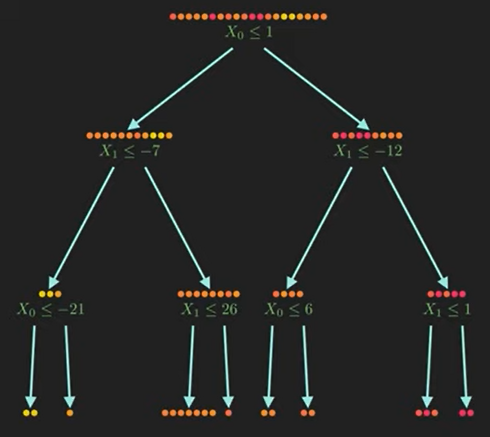 X₀ ≤ 1
X₁ ≤ −7
X₁ ≤ −12
X₀ ≤ −21
X₁ ≤ 26
X₀ ≤ 6
X₁ ≤ 1